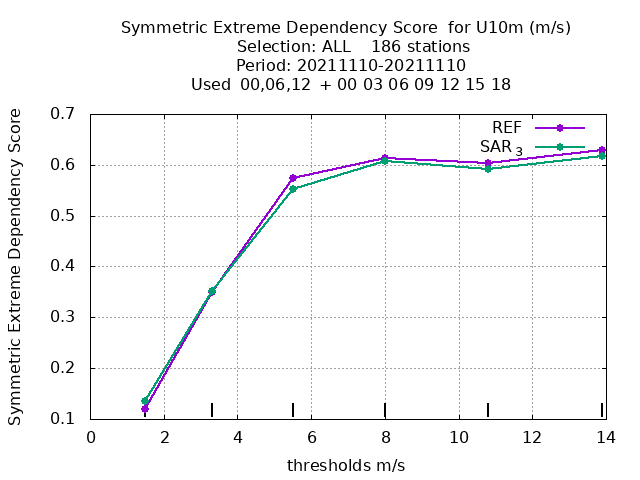 Symmetric Extreme Dependency Score for U10m (m/s)
Selection: ALL 186 stations
Period: 20211110-20211110
Used 00,06,12 + 00 03 06 09 12 15 18
Symmetric Extreme Dependency Score
0.7
0.6
0.5
0.4
0.3
0.2
0.1
REF
SAR 3
0 2 4 6 8 10 12 14
thresholds m/s